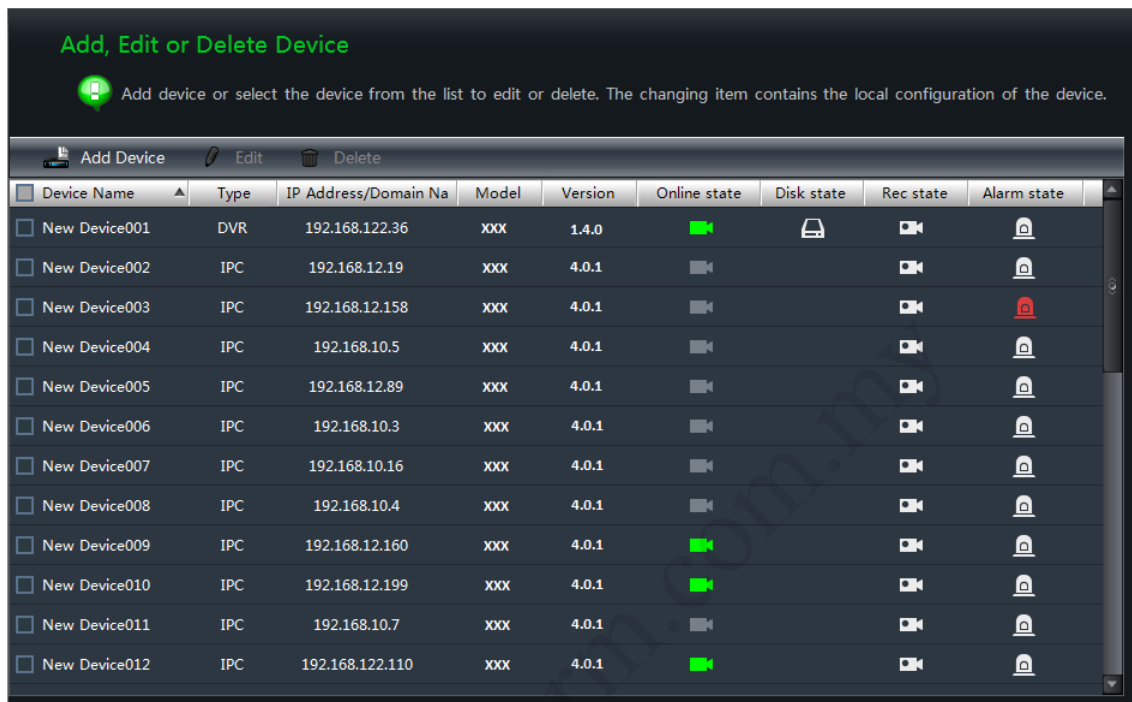 Add, Edit or Delete Device
Add device or select the device from the list to edit or delete. The changing item contains the local configuration of the device.
Add Device Edit Delete
Device Name Type IP Address/Domain Na Model Version Online state Disk state Rec state Alarm state
New Device001 DVR 192.168.122.36 XXX 1.4.0
New Device002 IPC 192.168.12.19 XXX 4.0.1
New Device003 IPC 192.168.12.158 XXX 4.0.1
New Device004 IPC 192.168.10.5 XXX 4.0.1
New Device005 IPC 192.168.12.89 XXX 4.0.1
New Device006 IPC 192.168.10.3 XXX 4.0.1
New Device007 IPC 192.168.10.16 XXX 4.0.1
New Device008 IPC 192.168.10.4 XXX 4.0.1
New Device009 IPC 192.168.12.160 XXX 4.0.1
New Device010 IPC 192.168.12.199 XXX 4.0.1
New Device011 IPC 192.168.10.7 XXX 4.0.1
New Device012 IPC 192.168.122.110 XXX 4.0.1
rm.com.my